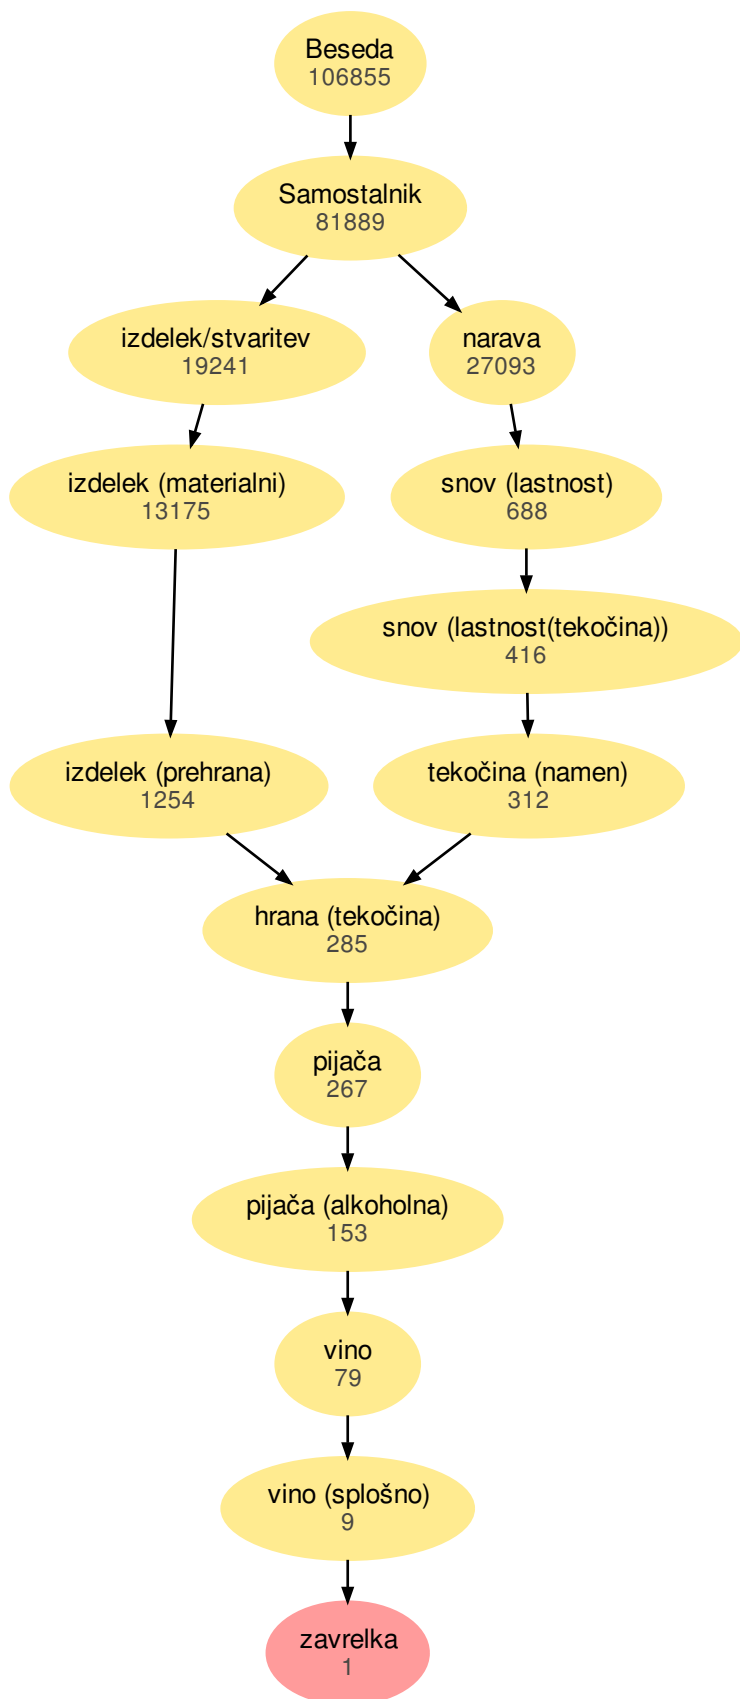 Beseda
106855
Samostalnik
81889
izdelek/stvaritev
19241
narava
27093
izdelek (materialni)
13175
snov (lastnost)
688
snov (lastnost(tekočina))
416
izdelek (prehrana)
1254
tekočina (namen)
312
hrana (tekočina)
285
pijača
267
pijača (alkoholna)
153
vino
79
vino (splošno)
9
zavrelka
1